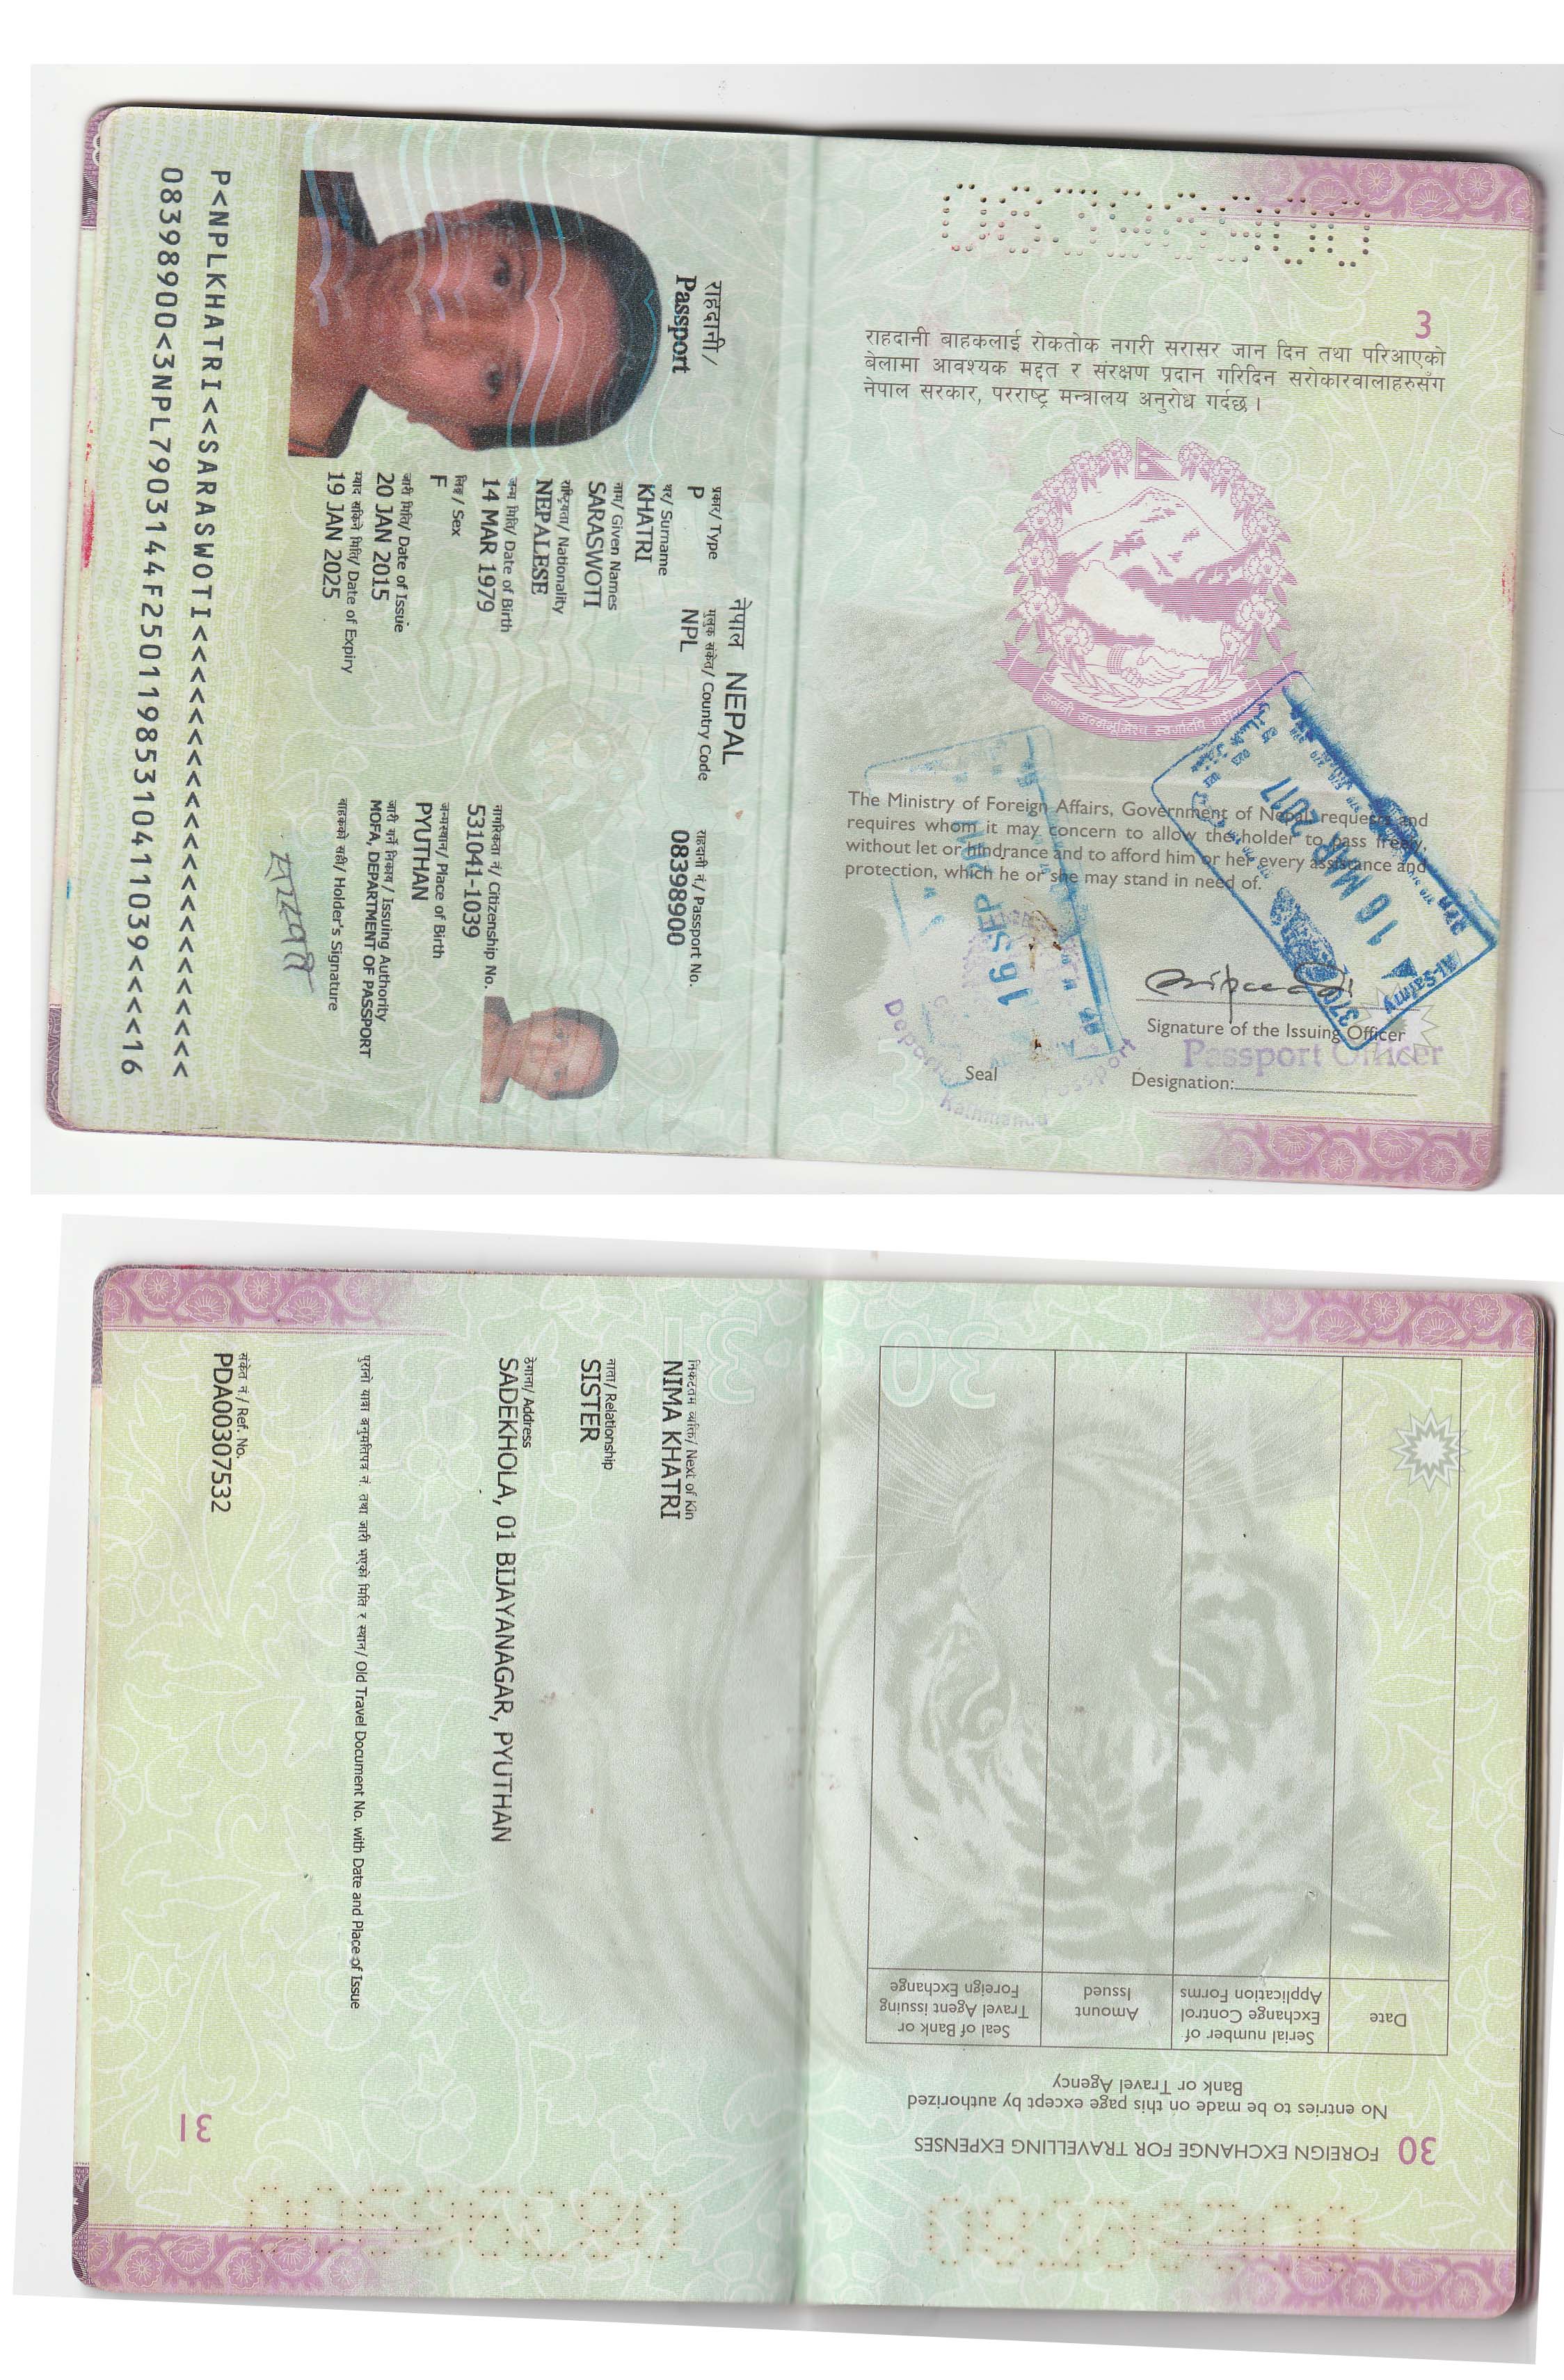 3
राहदानी बाहकलाई रोकतोक नगरी सरासर जान दिन तथा परिआएको
बेलामा आवश्यक मद्दत र संरक्षण प्रदान गरिदिन सरोकारवालाहरुसँग
नेपाल सरकार, परराष्ट्र मन्त्रालय अनुरोध गर्दछ ।
The Ministry of Foreign Affairs, Government of Nepal requests and
requires whom it may concern to allow the holder to pass freely,
without let or hindrance and to afford him or her every assistance and
protection, which he or she may stand in need of.
16 MAR 2017
Al-Salmy
370
16 SEP
Signature of the Issuing Officer
Passport Officer
Seal
Designation:
Kathmandu
राहदानी/
Passport
नेपाल NEPAL
प्रकार/ Type
P
मुलुक संकेत/ Country Code
NPL
राहदानी नं./ Passport No.
08398900
थर/ Surname
KHATRI
नाम/ Given Names
SARASWOTI
राष्ट्रियता/ Nationality
NEPALESE
जन्म मिति/ Date of Birth
14 MAR 1979
नागरिकता नं/ Citizenship No.
531041-1039
लिङ्ग/ Sex
F
जन्मस्थान/ Place of Birth
PYUTHAN
जारी मिति/ Date of Issue
20 JAN 2015
जारी गर्ने निकाय/ Issuing Authority
MOFA, DEPARTMENT OF PASSPORT
म्याद सकिने मिति/ Date of Expiry
19 JAN 2025
वाहकको सही/ Holder's Signature
सरस्वती
P<NPLKHATRI<<SARASWOTI<<<<<<<<<<<<<<<<<<<<<<
08398900<3NPL7903144F25011985310411039<<<<16
निकटतम व्यक्ति/ Next of Kin
NIMA KHATRI
नाता/ Relationship
SISTER
ठेगाना/ Address
SADEKHOLA, 01 BIJAYANAGAR, PYUTHAN
पुरानो यात्रा अनुमतिपत्र नं. तथा जारी भएको मिति र स्थान/ Old Travel Document No. with Date and Place of Issue
संकेत नं./ Ref. No.
PDA00307532
31
30 FOREIGN EXCHANGE FOR TRAVELLING EXPENSES
No entries to be made on this page except by authorized
Bank or Travel Agency
Date
Serial number of
Exchange Control
Application Forms
Amount
Issued
Seal of Bank or
Travel Agent issuing
Foreign Exchange